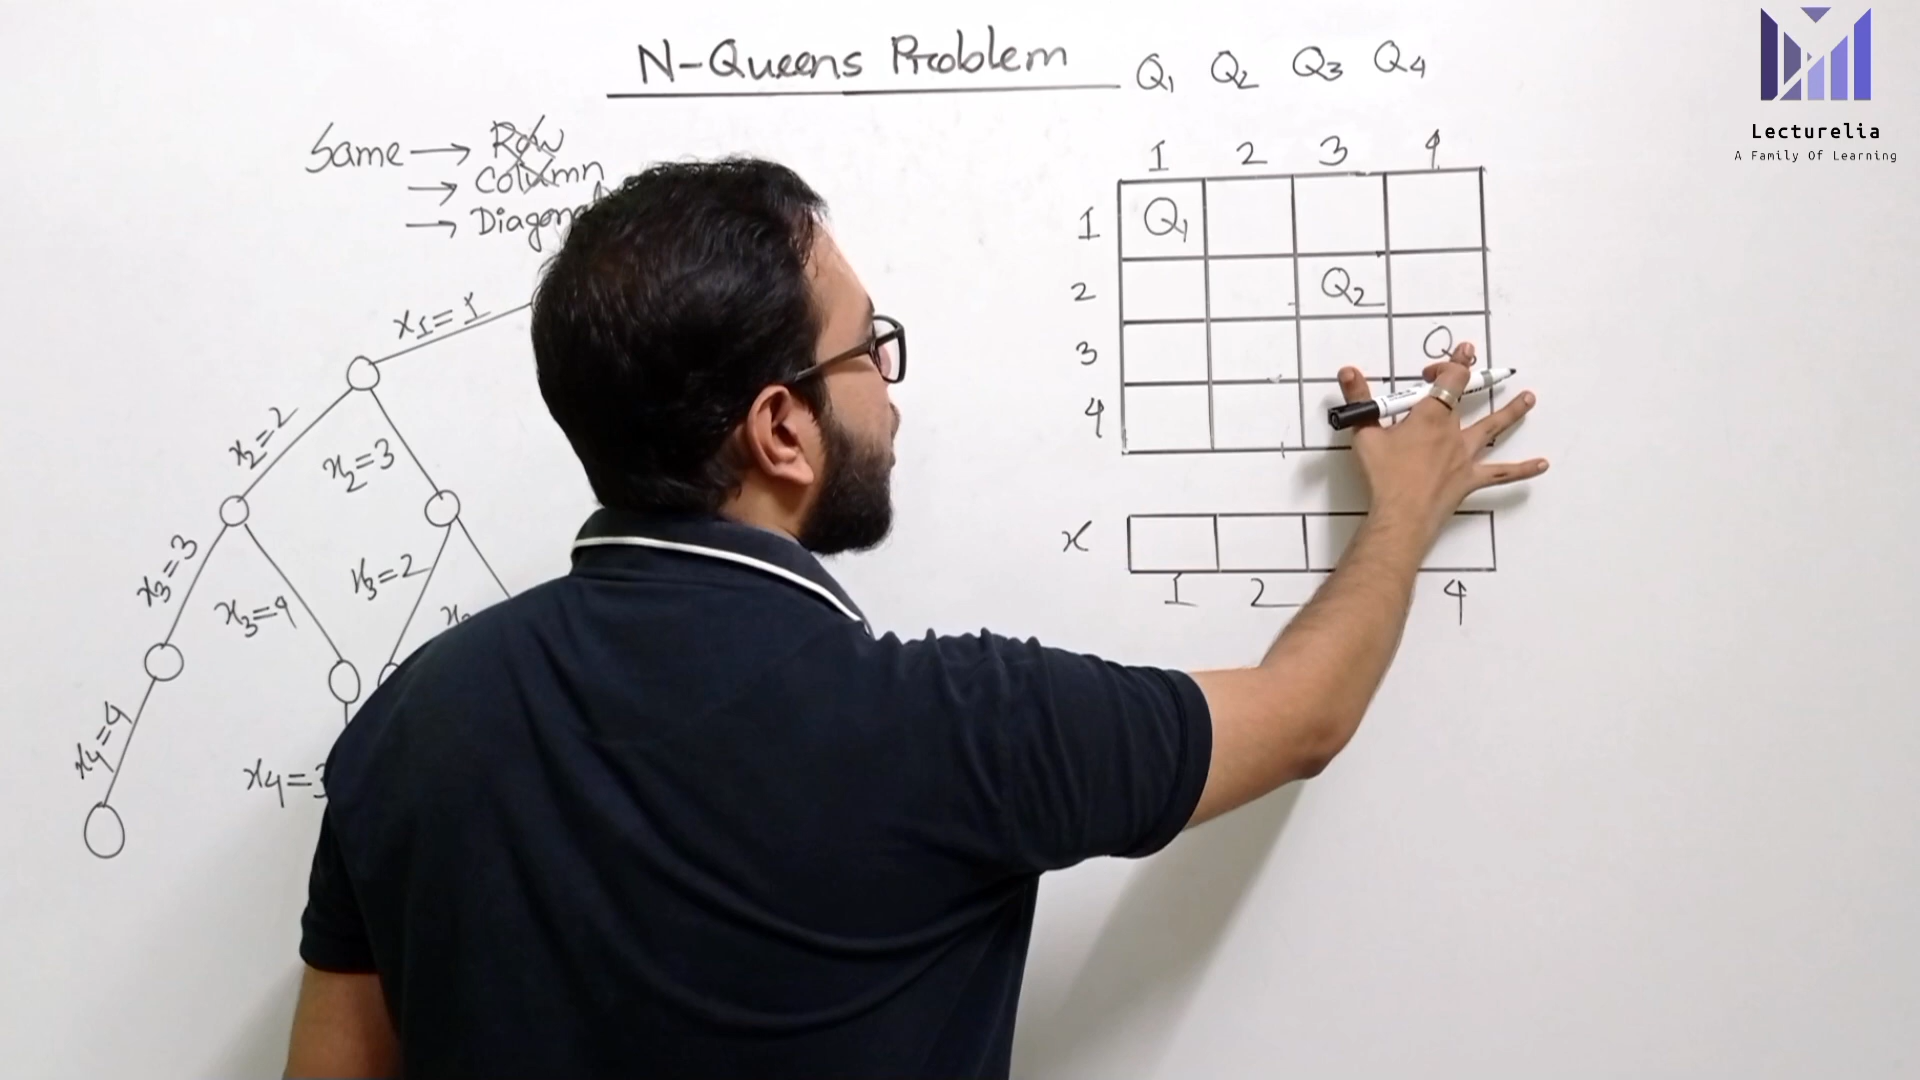 N-Queens Problem Q1 Q2 Q3 Q4
Lecturelia
A Family Of Learning
Same → Row
→ Column
→ Diagonal
1 2 3 4
1 Q1
2 Q2
3
4
x1=1
x2=2
x2=3
x3=3
x3=4
x3=2
x4=4
x4=3
x
1 2 4